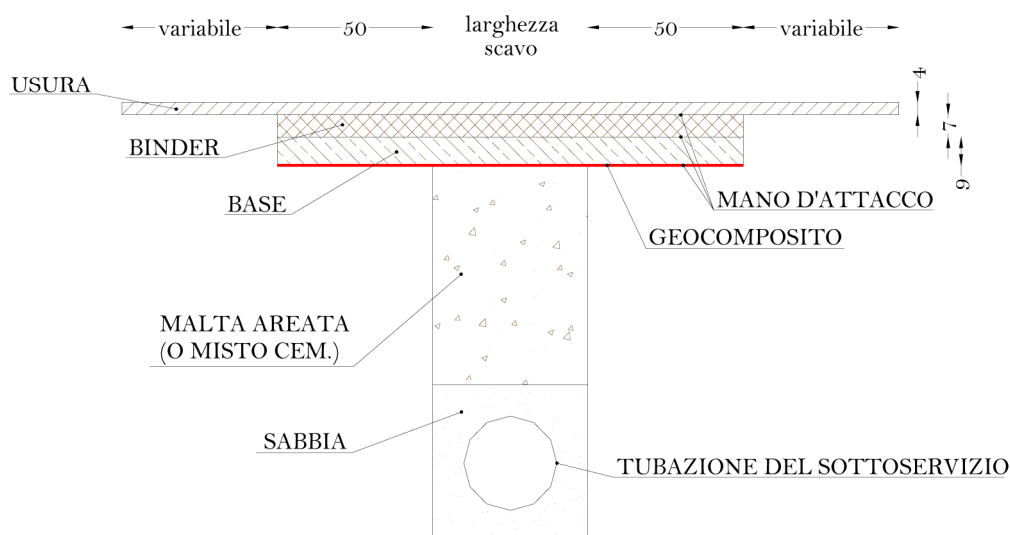 variabile
50
larghezza
scavo
50
variabile
USURA
4
7
9
BINDER
BASE
MANO D'ATTACCO
GEOCOMPOSITO
MALTA AREATA
(O MISTO CEM.)
SABBIA
TUBAZIONE DEL SOTTOSERVIZIO